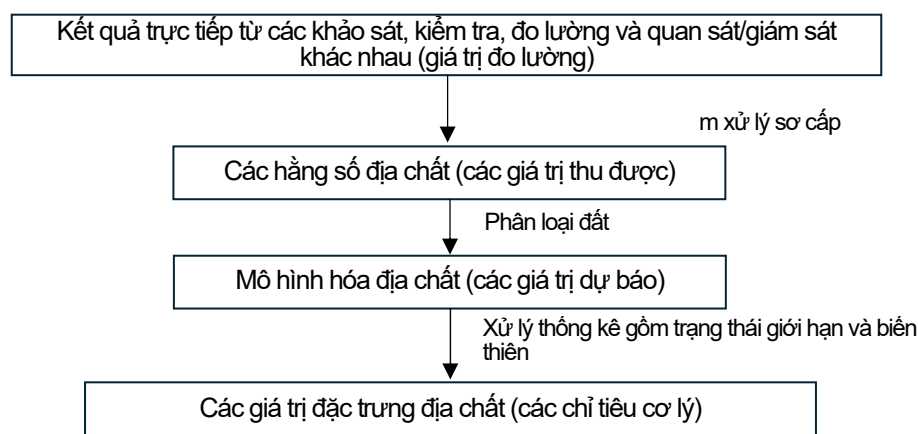 Kết quả trực tiếp từ các khảo sát, kiểm tra, đo lường và quan sát/giám sát
khác nhau (giá trị đo lường)
m xử lý sơ cấp
Các hằng số địa chất (các giá trị thu được)
Phân loại đất
Mô hình hóa địa chất (các giá trị dự báo)
Xử lý thống kê gồm trạng thái giới hạn và biến
thiên
Các giá trị đặc trưng địa chất (các chỉ tiêu cơ lý)